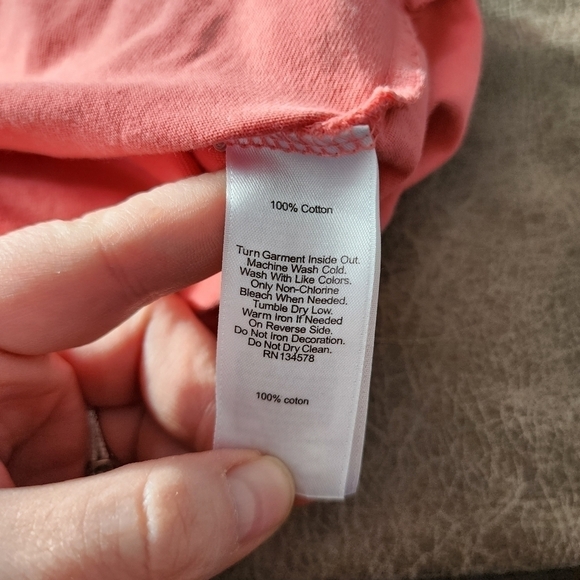 100% Cotton
Turn Garment Inside Out.
Machine Wash Cold.
Wash With Like Colors.
Only Non-Chlorine
Bleach When Needed.
Tumble Dry Low.
Warm Iron If Needed
On Reverse Side.
Do Not Iron Decoration.
Do Not Dry Clean.
RN134578
100% coton